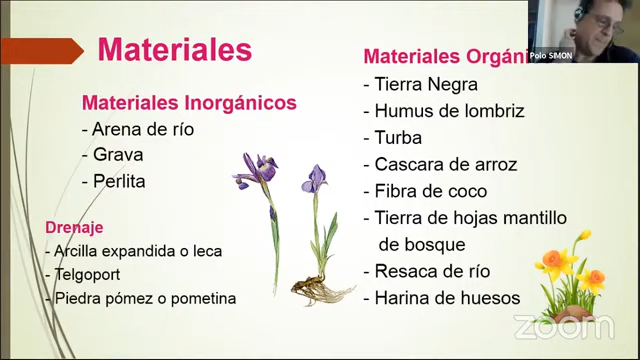 Materiales
Materiales Inorgánicos
- Arena de río
- Grava
- Perlita
Drenaje
- Arcilla expandida o leca
- Telgoport
- Piedra pómez o pometina
Materiales Orgáni
- Tierra Negra
- Humus de lombriz
- Turba
- Cascara de arroz
- Fibra de coco
- Tierra de hojas mantillo
de bosque
- Resaca de río
- Harina de huesos
Polo SIMON
zoom